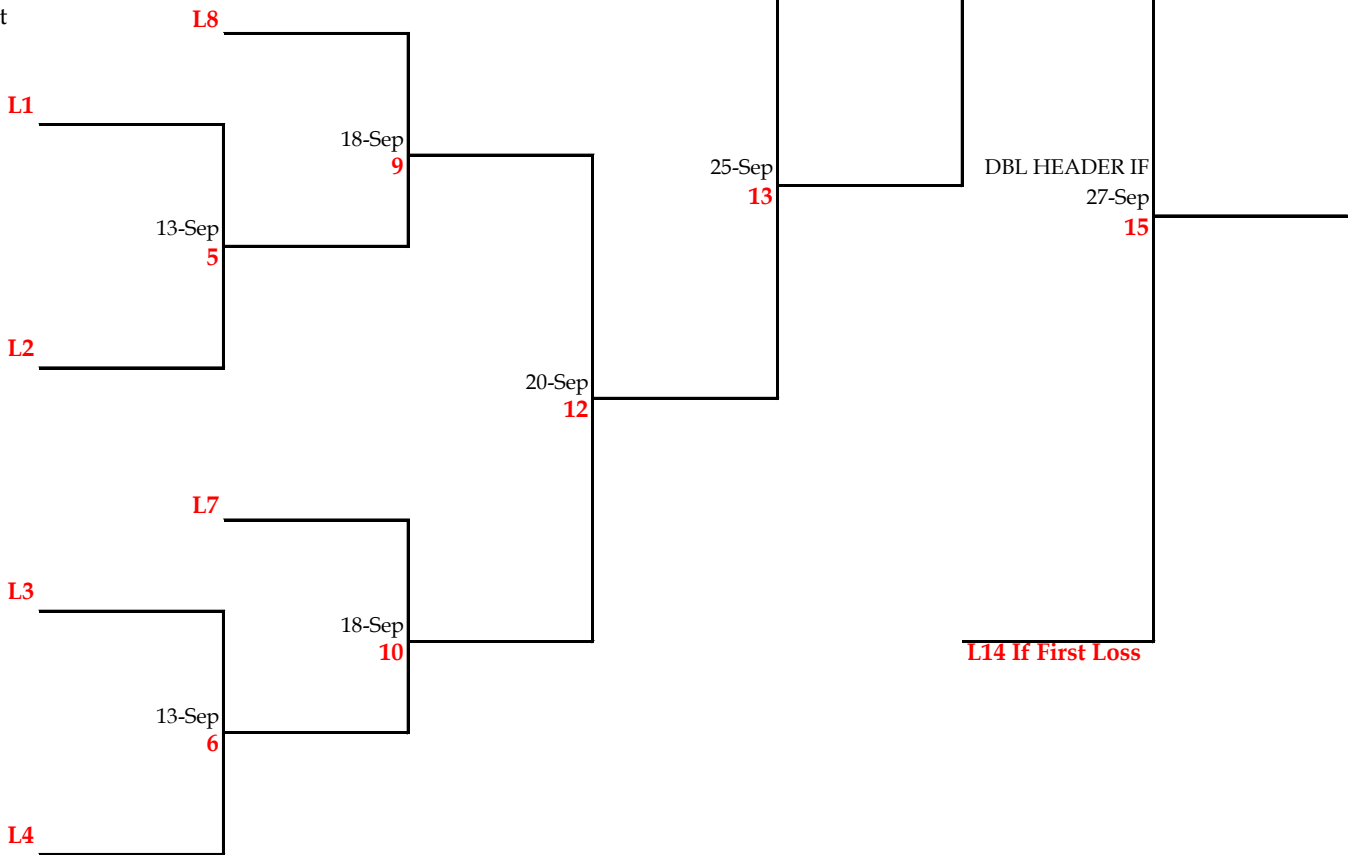 t
L8
L1
18-Sep
9
25-Sep
13
DBL HEADER IF
27-Sep
15
13-Sep
5
L2
20-Sep
12
L7
L3
18-Sep
10
L14 If First Loss
13-Sep
6
L4